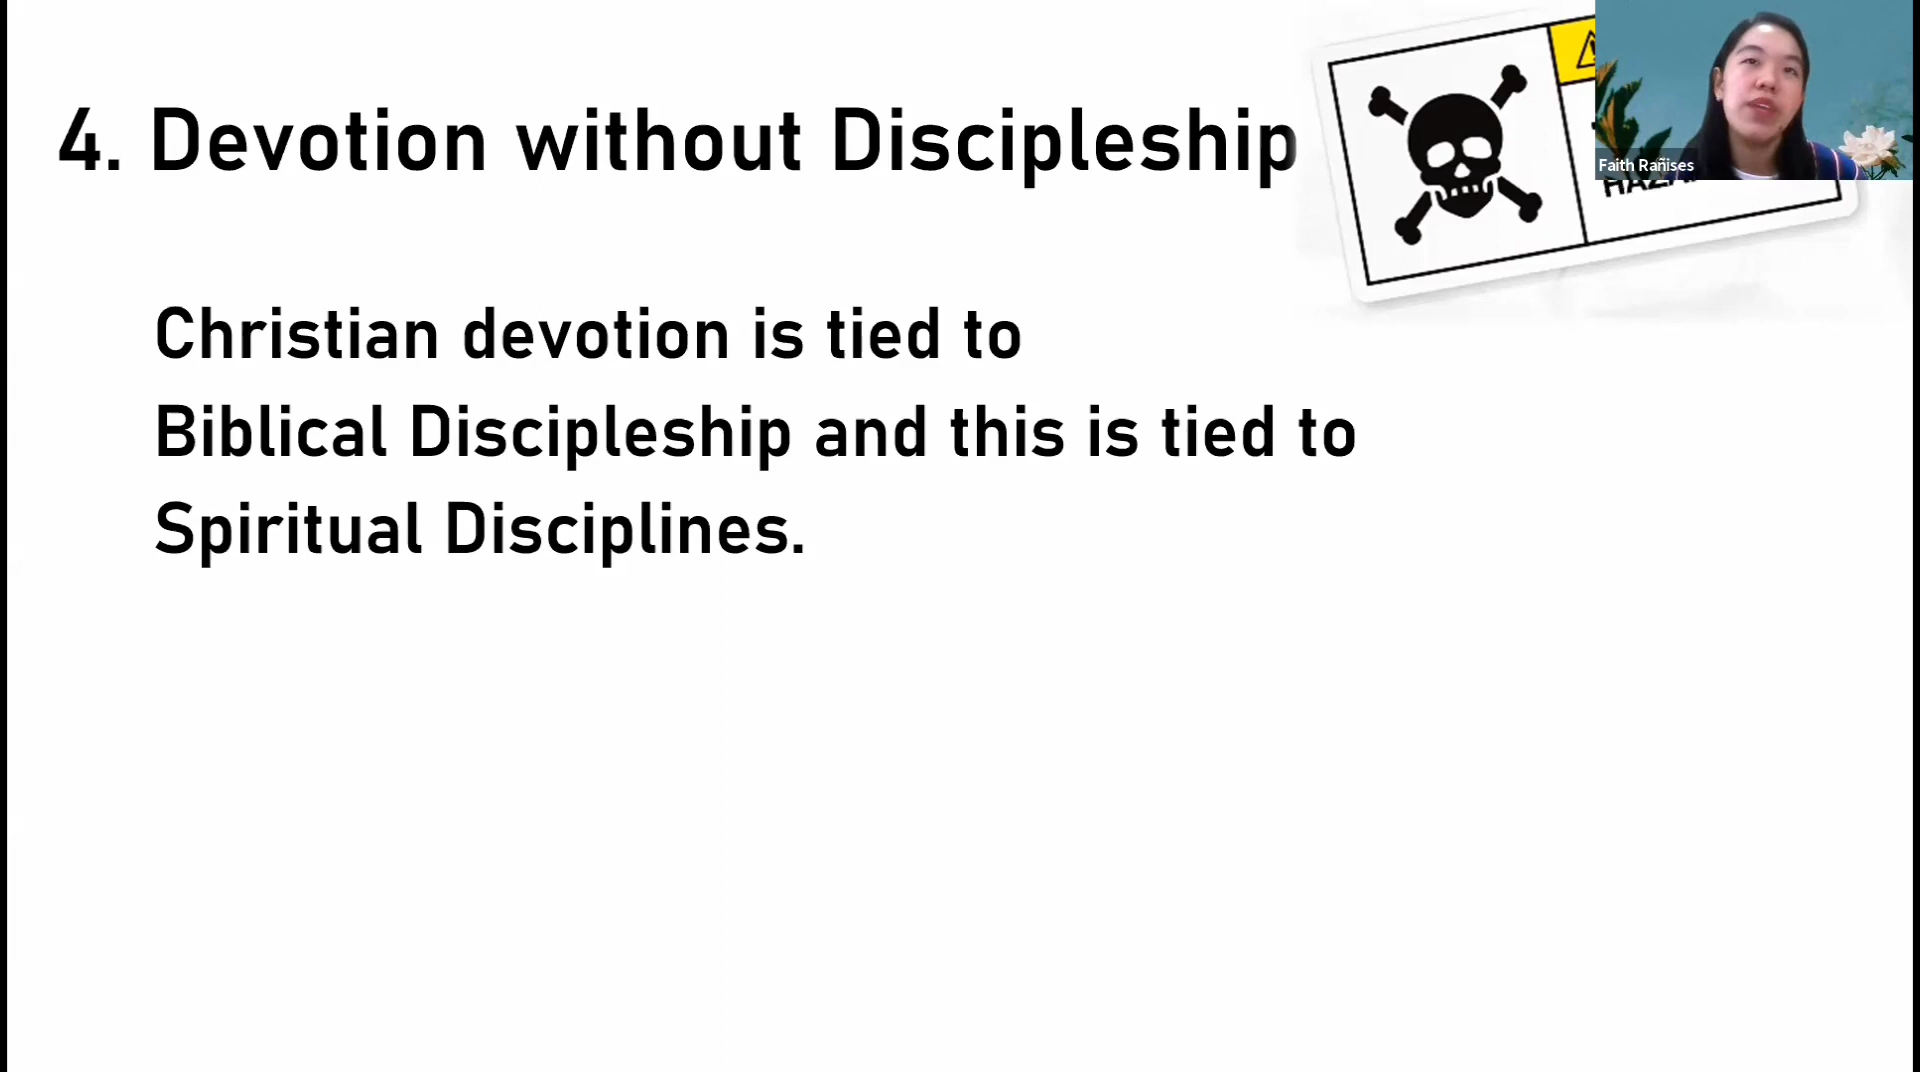 4. Devotion without Discipleship
Faith Rañises
Christian devotion is tied to
Biblical Discipleship and this is tied to
Spiritual Disciplines.